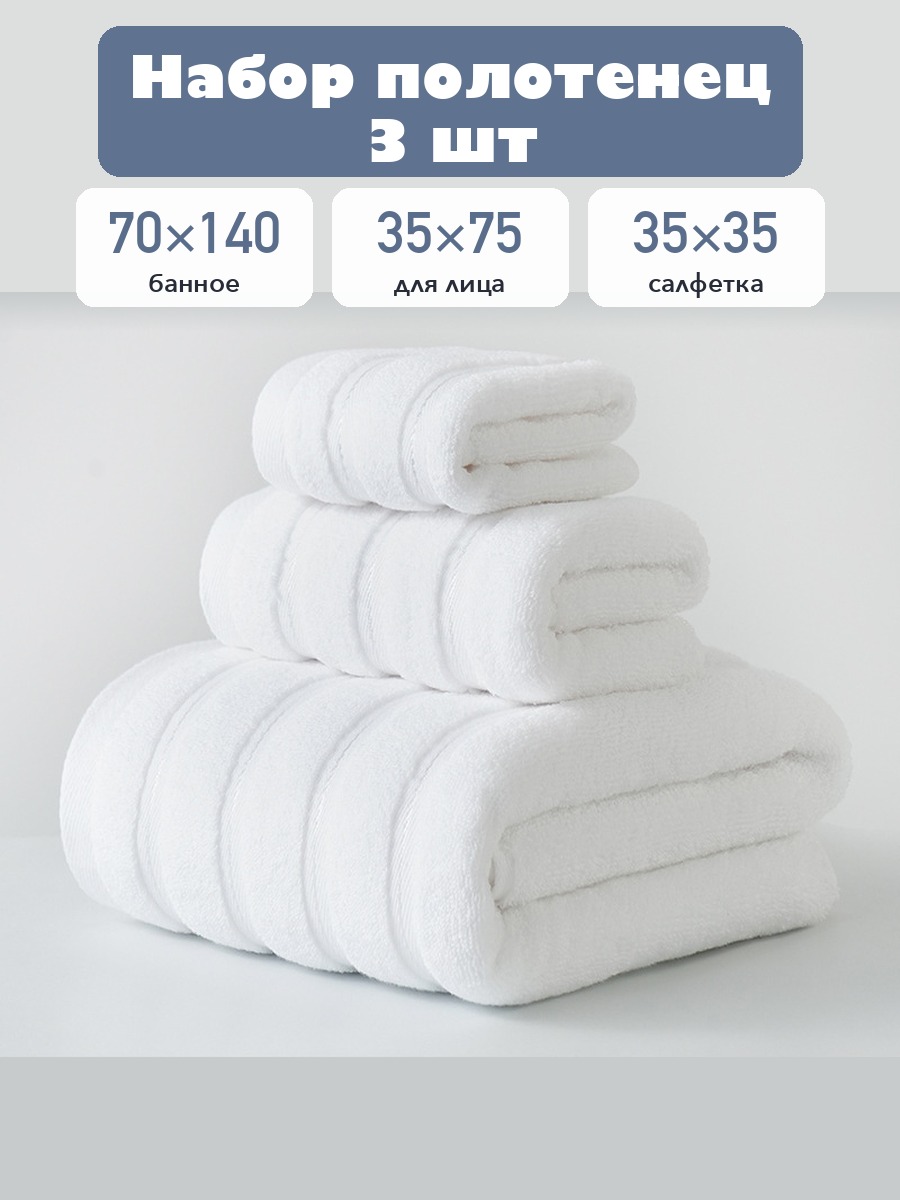 Набор полотенец
3 шт
70×140
банное
35×75
для лица
35×35
салфетка